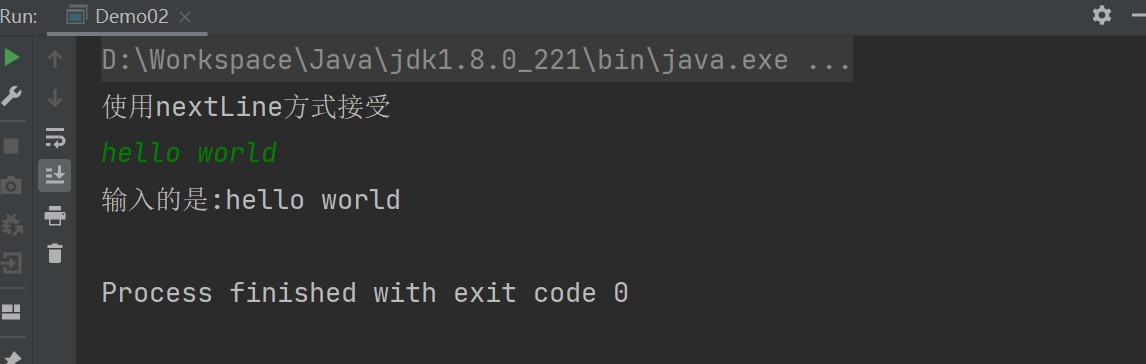 Run: Demo02
D:\Workspace\Java\jdk1.8.0_221\bin\java.exe ...
使用nextLine方式接受
hello world
输入的是:hello world
Process finished with exit code 0